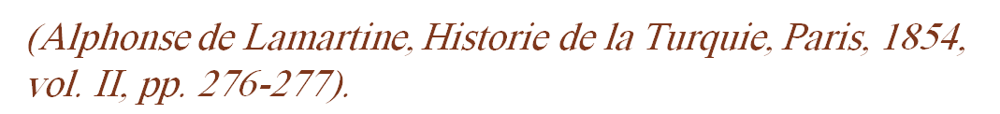 (Alphonse de Lamartine, Historie de la Turquie, Paris, 1854,
vol. II, pp. 276-277).